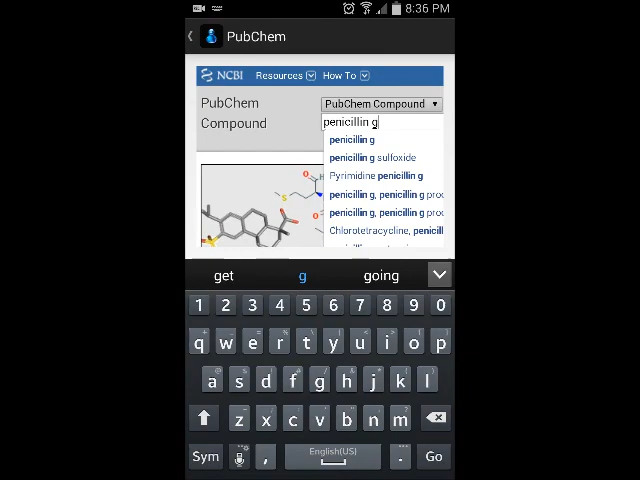 8:36 PM
PubChem
NCBI Resources How To
PubChem
Compound
PubChem Compound
penicillin g
penicillin g
penicillin g sulfoxide
Pyrimidine penicillin g
penicillin g, penicillin g proc
penicillin g, penicillin g proc
Chlorotetracycline, penicill
get g going
1 2 3 4 5 6 7 8 9 0
q w e r t y u i o p
a s d f g h j k l
z x c v b n m
Sym , English(US) . Go